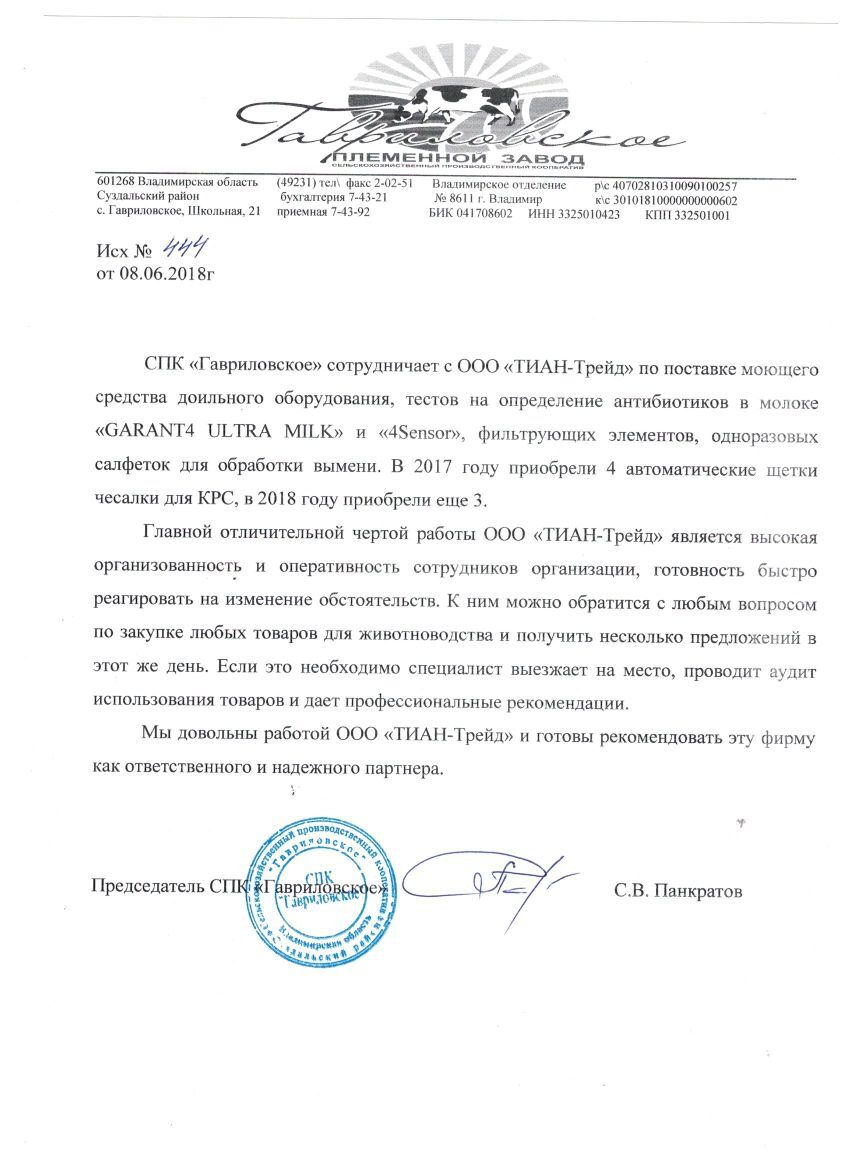 Гавриловское
ПЛЕМЕННОЙ ЗАВОД
СЕЛЬСКОХОЗЯЙСТВЕННЫЙ ПРОИЗВОДСТВЕННЫЙ КООПЕРАТИВ
601268 Владимирская область (49231) тел\ факс 2-02-51 Владимирское отделение р\с 40702810310090100257
Суздальский район бухгалтерия 7-43-21 № 8611 г. Владимир к\с 30101810000000000602
с. Гавриловское, Школьная, 21 приемная 7-43-92 БИК 041708602 ИНН 3325010423 КПП 332501001
Исх № 444
от 08.06.2018г
СПК «Гавриловское» сотрудничает с ООО «ТИАН-Трейд» по поставке моющего
средства доильного оборудования, тестов на определение антибиотиков в молоке
«GARANT4 ULTRA MILK» и «4Sensor», фильтрующих элементов, одноразовых
салфеток для обработки вымени. В 2017 году приобрели 4 автоматические щетки
чесалки для КРС, в 2018 году приобрели еще 3.
Главной отличительной чертой работы ООО «ТИАН-Трейд» является высокая
организованность и оперативность сотрудников организации, готовность быстро
реагировать на изменение обстоятельств. К ним можно обратится с любым вопросом
по закупке любых товаров для животноводства и получить несколько предложений в
этот же день. Если это необходимо специалист выезжает на место, проводит аудит
использования товаров и дает профессиональные рекомендации.
Мы довольны работой ООО «ТИАН-Трейд» и готовы рекомендовать эту фирму
как ответственного и надежного партнера.
Председатель СПК «Гавриловское» С.В. Панкратов
Сельскохозяйственный производственный кооператив
"Гавриловское"
СПК
"Гавриловское"
Владимирская область
Суздальский район